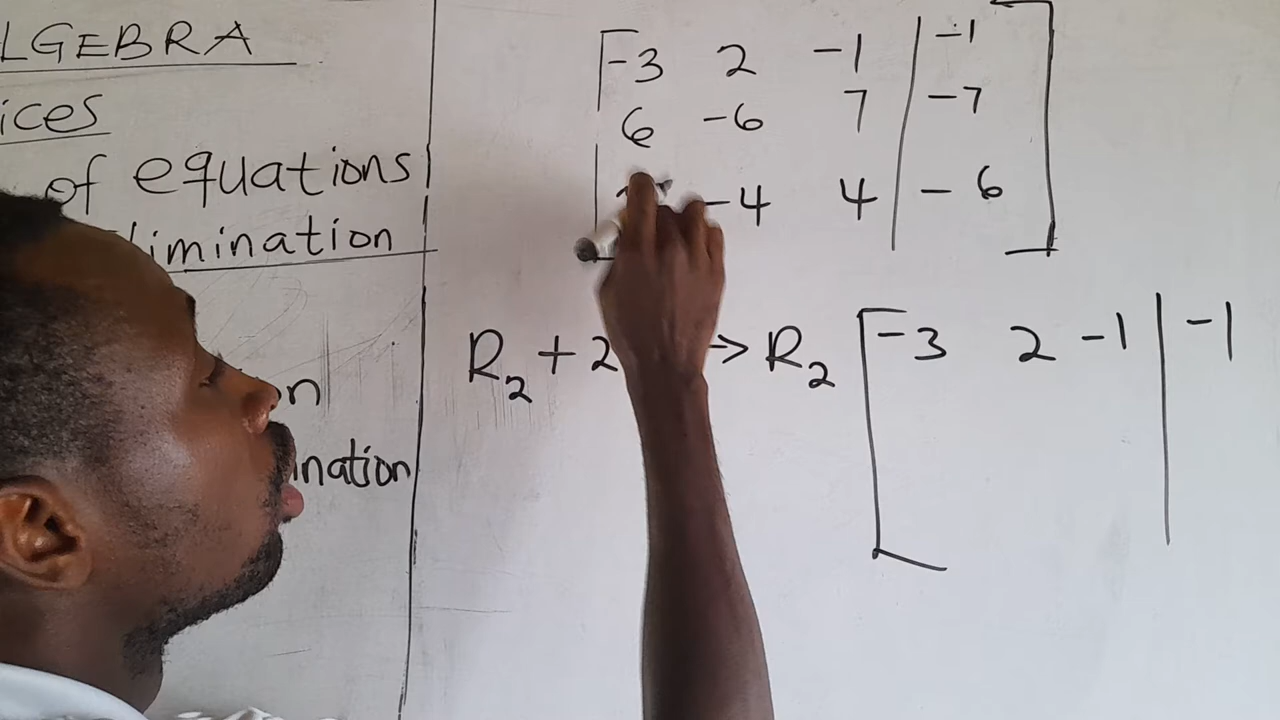 LGEBRA
ices
of equations
limination
on
ination
-3 2 -1 | -1
6 -6 7 | -7
-4 4 | -6
R₂ + 2 → R₂ -3 2 -1 | -1